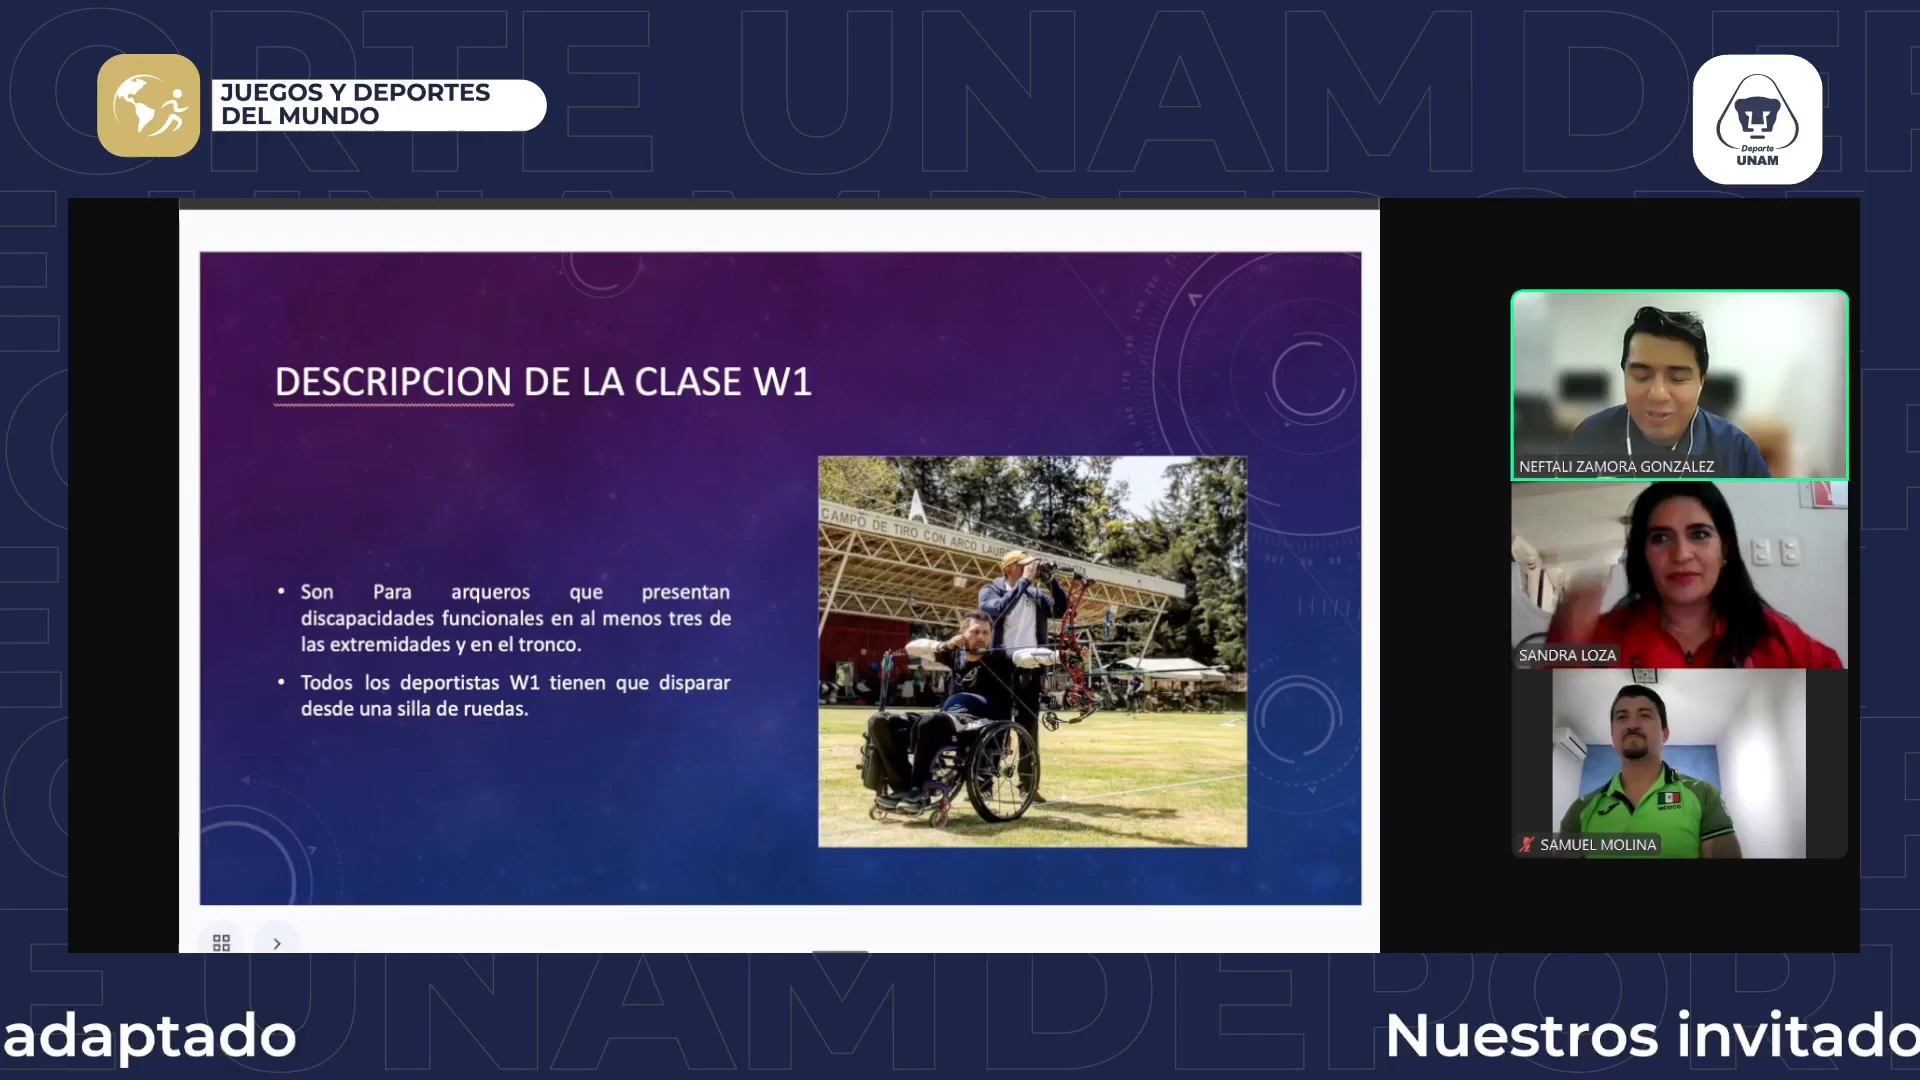 JUEGOS Y DEPORTES
DEL MUNDO
Deporte
UNAM
DESCRIPCION DE LA CLASE W1
• Son Para arqueros que presentan
discapacidades funcionales en al menos tres de
las extremidades y en el tronco.
• Todos los deportistas W1 tienen que disparar
desde una silla de ruedas.
CAMPO DE TIRO CON ARCO
NEFTALI ZAMORA GONZALEZ
SANDRA LOZA
MÉXICO
SAMUEL MOLINA
adaptado
Nuestros invitado